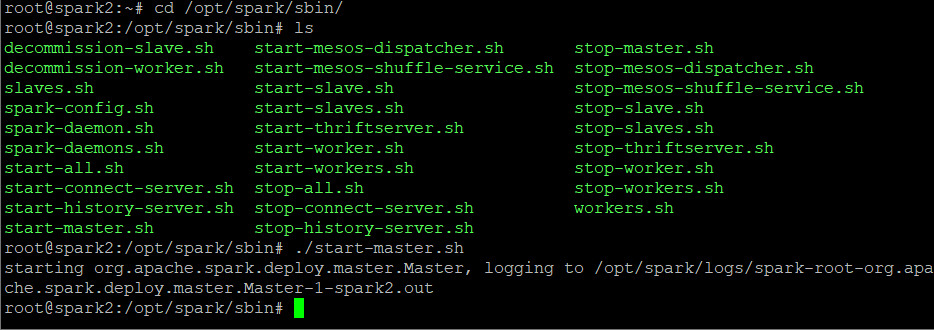 root@spark2:~# cd /opt/spark/sbin/
root@spark2:/opt/spark/sbin# ls
decommission-slave.sh    start-mesos-dispatcher.sh       stop-master.sh
decommission-worker.sh   start-mesos-shuffle-service.sh  stop-mesos-dispatcher.sh
slaves.sh                start-slave.sh                  stop-mesos-shuffle-service.sh
spark-config.sh          start-slaves.sh                 stop-slave.sh
spark-daemon.sh          start-thriftserver.sh           stop-slaves.sh
spark-daemons.sh         start-worker.sh                 stop-thriftserver.sh
start-all.sh             start-workers.sh                stop-worker.sh
start-connect-server.sh  stop-all.sh                     stop-workers.sh
start-history-server.sh  stop-connect-server.sh          workers.sh
start-master.sh          stop-history-server.sh
root@spark2:/opt/spark/sbin# ./start-master.sh
starting org.apache.spark.deploy.master.Master, logging to /opt/spark/logs/spark-root-org.apa
che.spark.deploy.master.Master-1-spark2.out
root@spark2:/opt/spark/sbin#